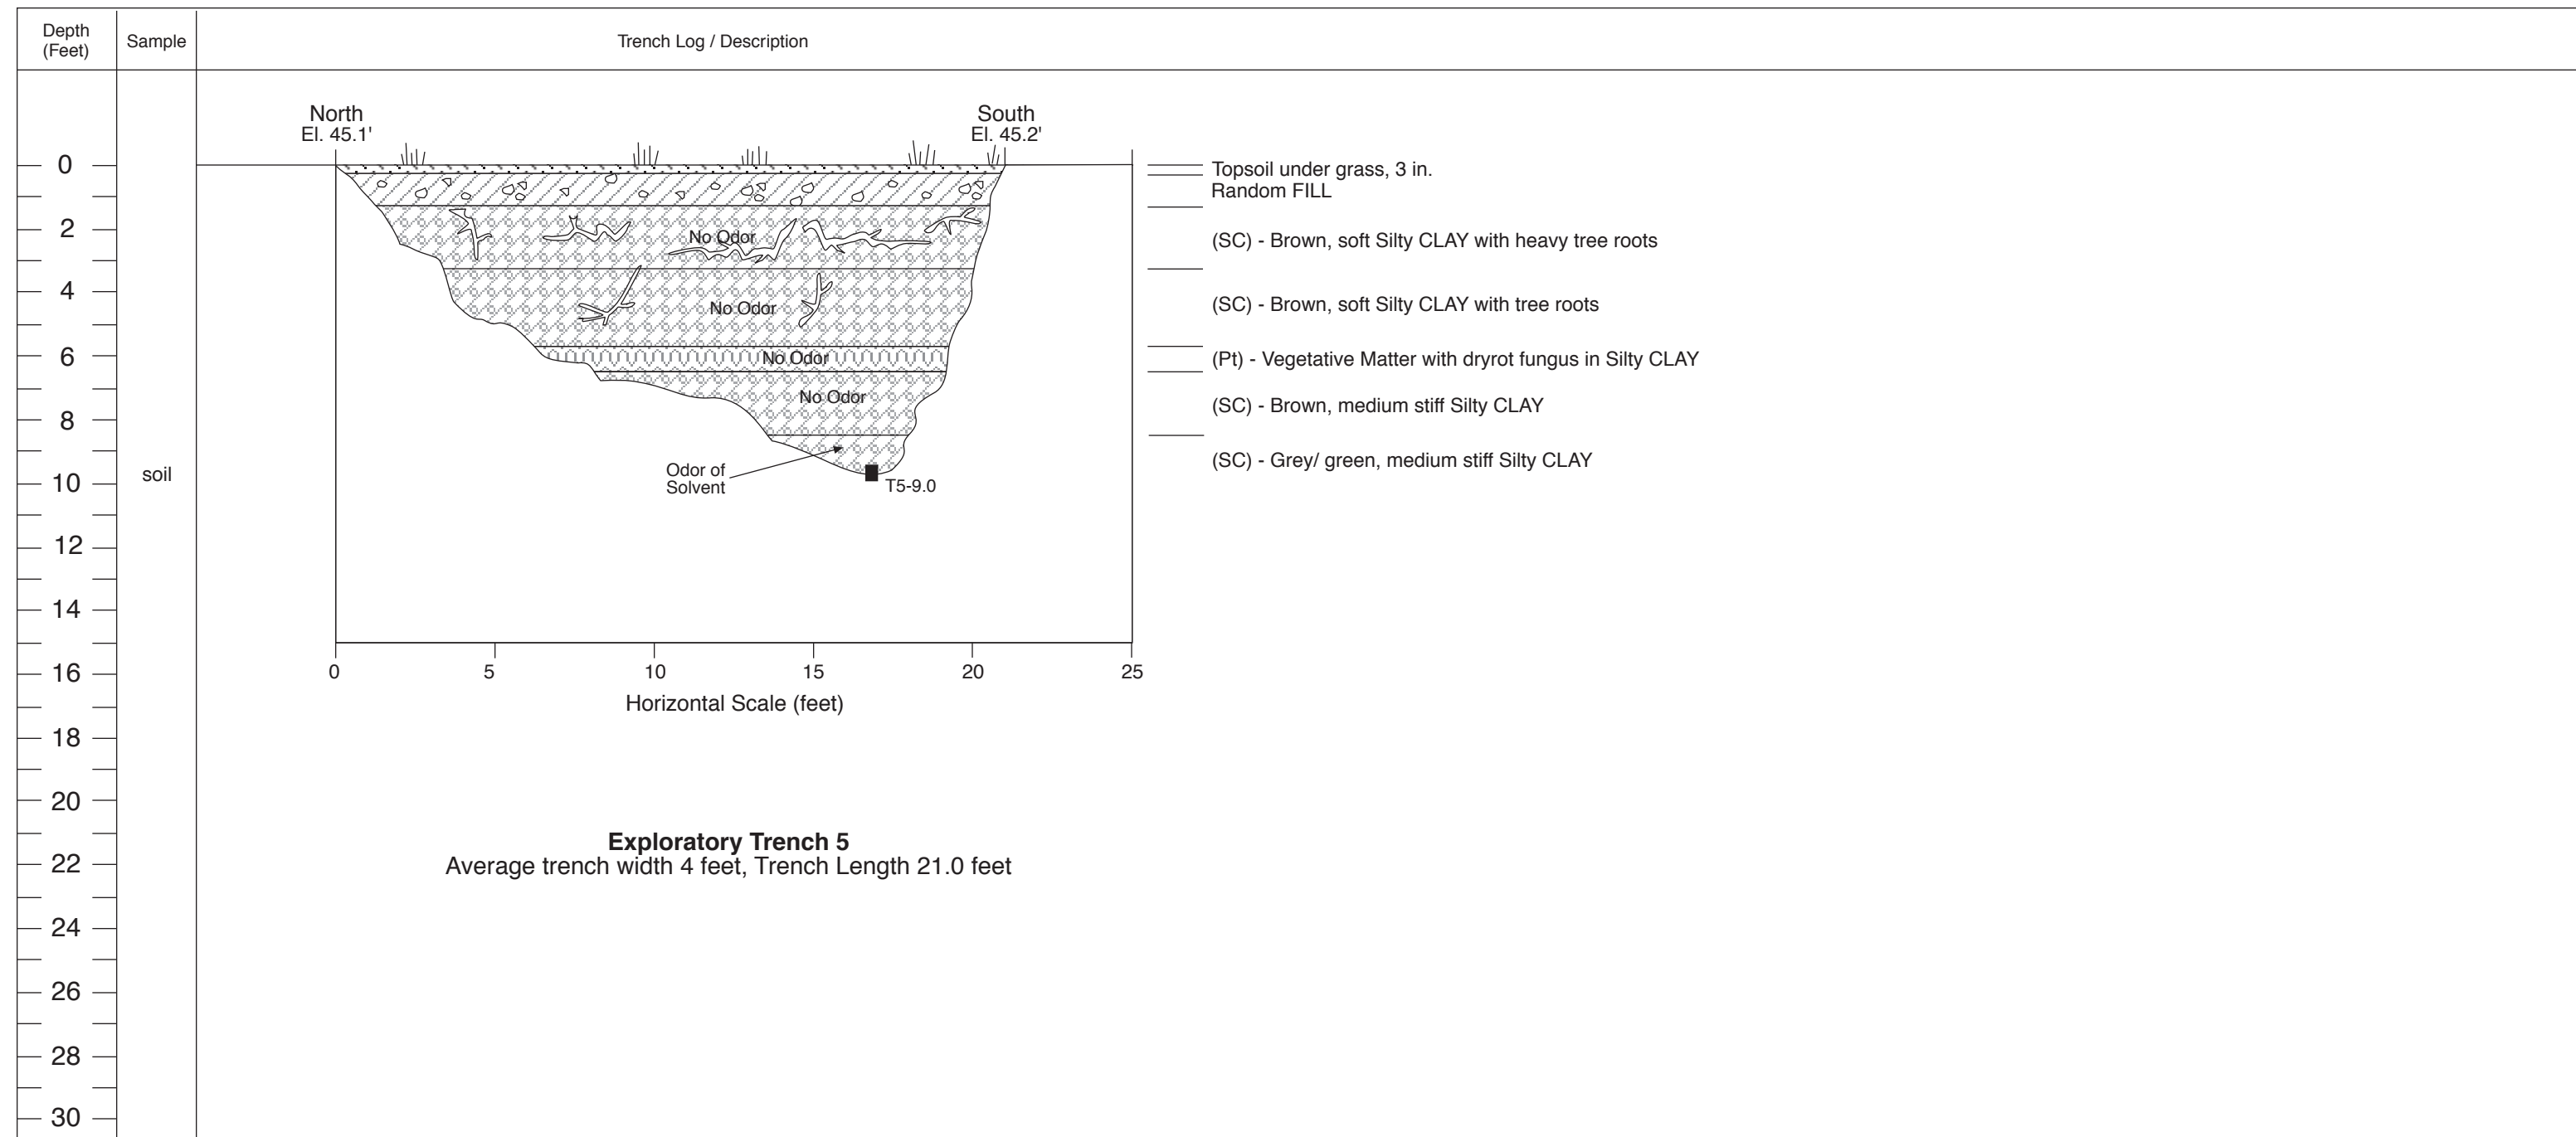 Depth
(Feet)
Sample
Trench Log / Description
North
El. 45.1'
South
El. 45.2'
0
2
4
6
8
10
12
14
16
18
20
22
24
26
28
30
soil
Topsoil under grass, 3 in.
Random FILL
No Odor
(SC) - Brown, soft Silty CLAY with heavy tree roots
No Odor
(SC) - Brown, soft Silty CLAY with tree roots
No Odor
(Pt) - Vegetative Matter with dryrot fungus in Silty CLAY
No Odor
(SC) - Brown, medium stiff Silty CLAY
Odor of
Solvent
(SC) - Grey/ green, medium stiff Silty CLAY
T5-9.0
0 5 10 15 20 25
Horizontal Scale (feet)
Exploratory Trench 5
Average trench width 4 feet, Trench Length 21.0 feet